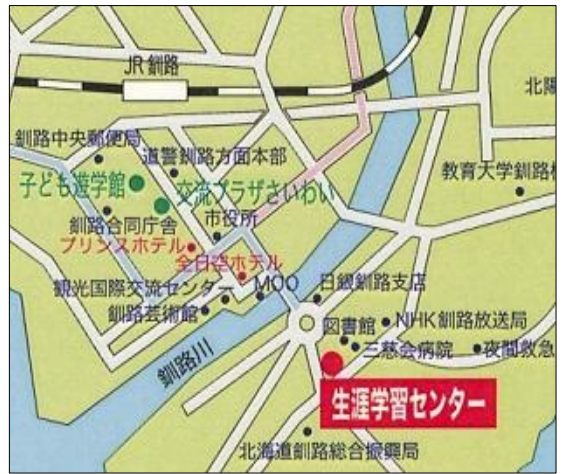 JR 釧路
北陽
釧路中央郵便局
道警釧路方面本部
子ども遊学館
交流プラザさいわい
教育大学釧路校
釧路合同庁舎
市役所
プリンスホテル
全日空ホテル
観光国際交流センター
MOO
日銀釧路支店
釧路芸術館
図書館
NHK釧路放送局
三慈会病院
夜間救急
釧路川
生涯学習センター
北海道釧路総合振興局